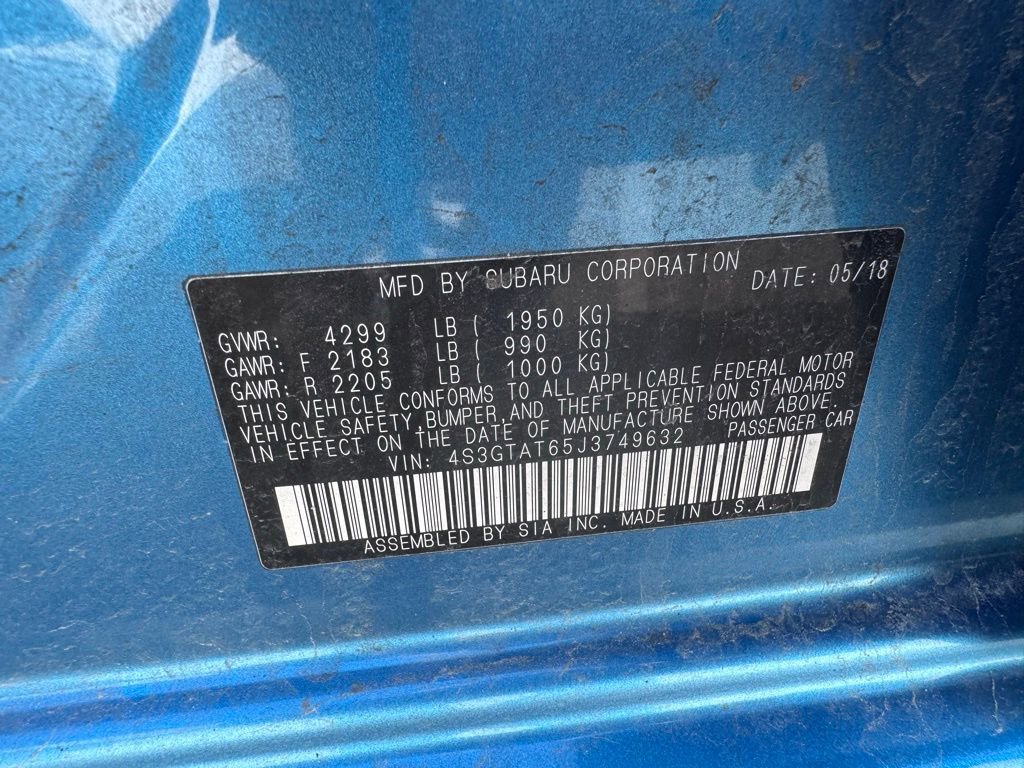 MFD BY SUBARU CORPORATION DATE: 05/18
GVWR: 4299 LB ( 1950 KG)
GAWR: F 2183 LB ( 990 KG)
GAWR: R 2205 LB ( 1000 KG)
THIS VEHICLE CONFORMS TO ALL APPLICABLE FEDERAL MOTOR
VEHICLE SAFETY,BUMPER,AND THEFT PREVENTION STANDARDS
IN EFFECT ON THE DATE OF MANUFACTURE SHOWN ABOVE.
VIN: 4S3GTAT65J3749632 PASSENGER CAR
ASSEMBLED BY SIA INC. MADE IN U.S.A.